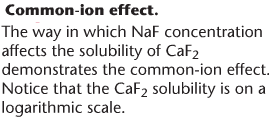 Common-ion effect.
The way in which NaF concentration
affects the solubility of CaF₂
demonstrates the common-ion effect.
Notice that the CaF₂ solubility is on a
logarithmic scale.